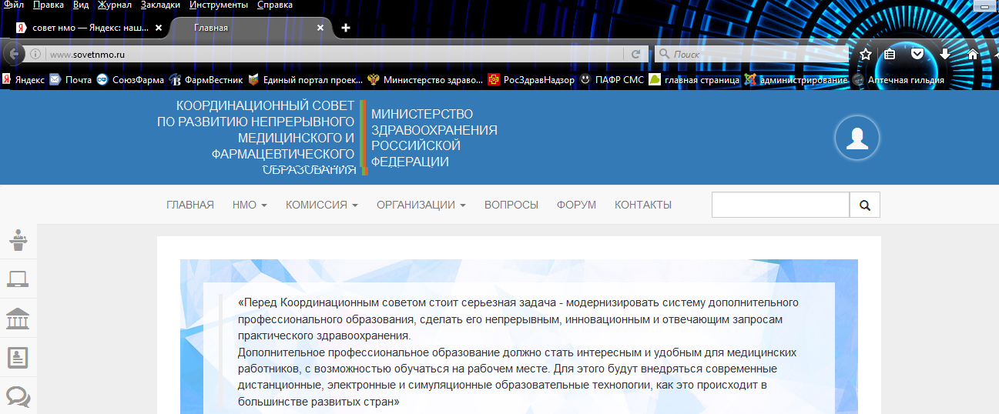 Файл Правка Вид Журнал Закладки Инструменты Справка
совет нмо — Яндекс: наш... Главная
www.sovetnmo.ru Поиск
Яндекс Почта СоюзФарма ФармВестник Единый портал проек... Министерство здраво... РосЗдравНадзор ПАФР СМС главная страница администрирование Аптечная гильдия
КООРДИНАЦИОННЫЙ СОВЕТ
ПО РАЗВИТИЮ НЕПРЕРЫВНОГО
МЕДИЦИНСКОГО И
ФАРМАЦЕВТИЧЕСКОГО
ОБРАЗОВАНИЯ
МИНИСТЕРСТВО
ЗДРАВООХРАНЕНИЯ
РОССИЙСКОЙ
ФЕДЕРАЦИИ
ГЛАВНАЯ НМО КОМИССИЯ ОРГАНИЗАЦИИ ВОПРОСЫ ФОРУМ КОНТАКТЫ
«Перед Координационным советом стоит серьезная задача - модернизировать систему дополнительного
профессионального образования, сделать его непрерывным, инновационным и отвечающим запросам
практического здравоохранения.
Дополнительное профессиональное образование должно стать интересным и удобным для медицинских
работников, с возможностью обучаться на рабочем месте. Для этого будут внедряться современные
дистанционные, электронные и симуляционные образовательные технологии, как это происходит в
большинстве развитых стран»